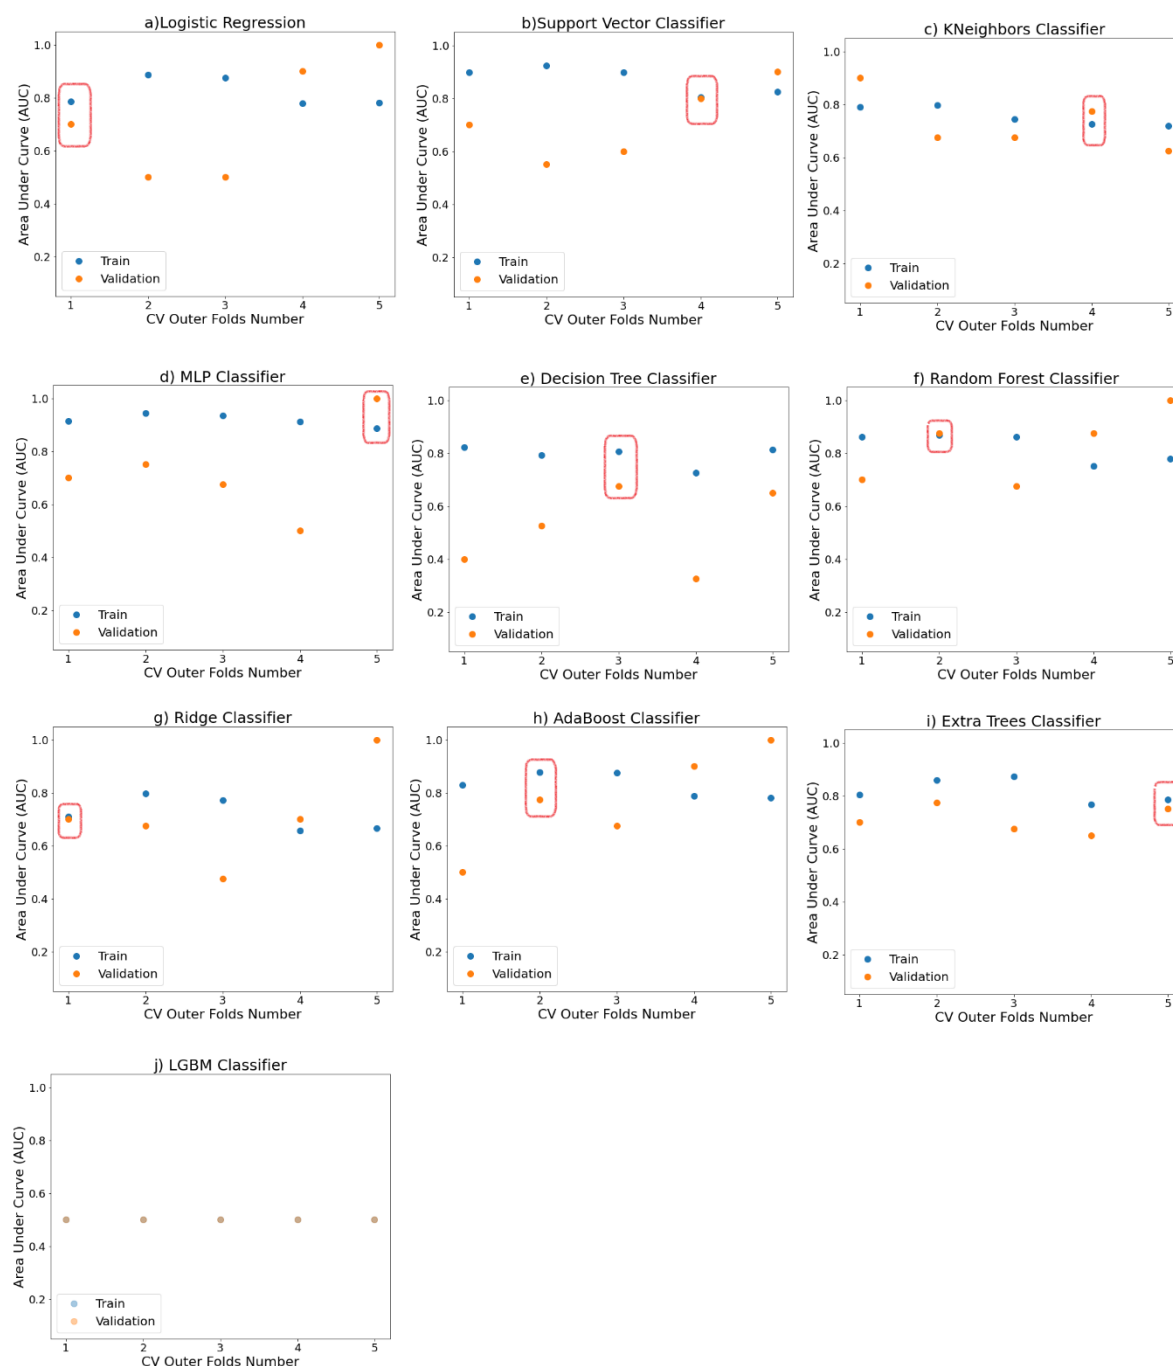 a)Logistic Regression
Area Under Curve (AUC)
1.0
0.8
0.6
0.4
0.2
Train
Validation
1 2 3 4 5
CV Outer Folds Number
b)Support Vector Classifier
Area Under Curve (AUC)
1.0
0.8
0.6
0.4
0.2
Train
Validation
1 2 3 4 5
CV Outer Folds Number
c) KNeighbors Classifier
Area Under Curve (AUC)
1.0
0.8
0.6
0.4
0.2
Train
Validation
1 2 3 4 5
CV Outer Folds Number
d) MLP Classifier
Area Under Curve (AUC)
1.0
0.8
0.6
0.4
0.2
Train
Validation
1 2 3 4 5
CV Outer Folds Number
e) Decision Tree Classifier
Area Under Curve (AUC)
1.0
0.8
0.6
0.4
0.2
Train
Validation
1 2 3 4 5
CV Outer Folds Number
f) Random Forest Classifier
Area Under Curve (AUC)
1.0
0.8
0.6
0.4
0.2
Train
Validation
1 2 3 4 5
CV Outer Folds Number
g) Ridge Classifier
Area Under Curve (AUC)
1.0
0.8
0.6
0.4
0.2
Train
Validation
1 2 3 4 5
CV Outer Folds Number
h) AdaBoost Classifier
Area Under Curve (AUC)
1.0
0.8
0.6
0.4
0.2
Train
Validation
1 2 3 4 5
CV Outer Folds Number
i) Extra Trees Classifier
Area Under Curve (AUC)
1.0
0.8
0.6
0.4
0.2
Train
Validation
1 2 3 4 5
CV Outer Folds Number
j) LGBM Classifier
Area Under Curve (AUC)
1.0
0.8
0.6
0.4
0.2
Train
Validation
1 2 3 4 5
CV Outer Folds Number